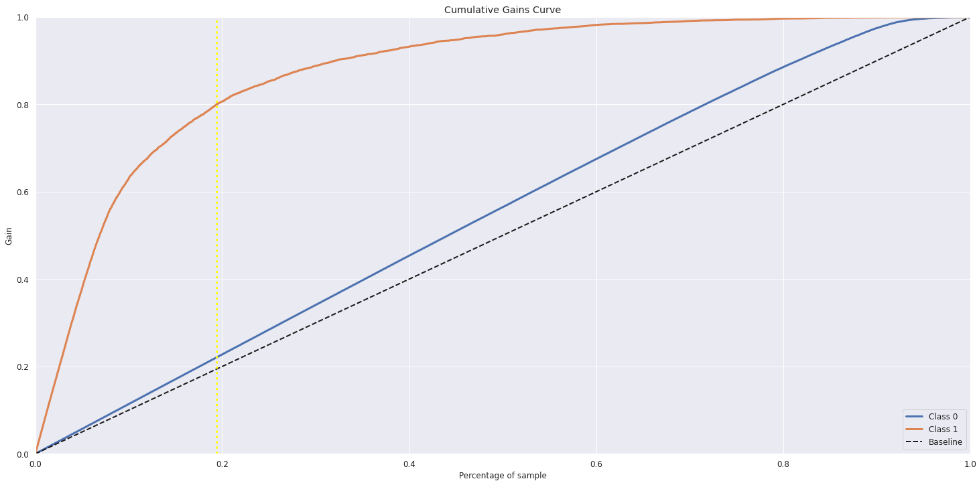 Cumulative Gains Curve
1.0
0.8
0.6
0.4
0.2
0.0
Gain
0.0 0.2 0.4 0.6 0.8 1.0
Percentage of sample
Class 0
Class 1
Baseline